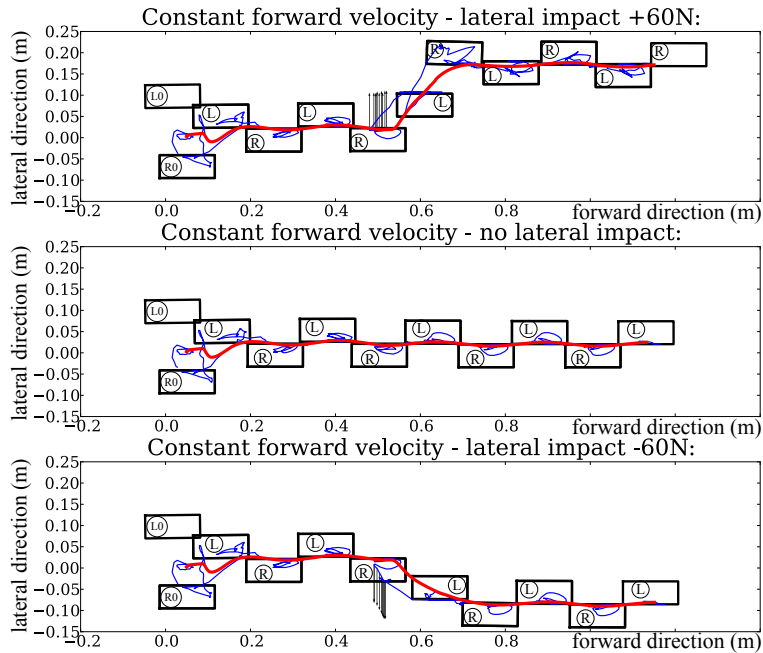 Constant forward velocity - lateral impact +60N:
lateral direction (m)
0.25
0.20
0.15
0.10
0.05
0.00
−0.05
−0.10
−0.15
−0.2
0.0
0.2
0.4
0.6
0.8
forward direction (m)
L0
R0
L
R
L
R
L
R
L
R
L
R
Constant forward velocity - no lateral impact:
lateral direction (m)
0.25
0.20
0.15
0.10
0.05
0.00
−0.05
−0.10
−0.15
−0.2
0.0
0.2
0.4
0.6
0.8
forward direction (m)
L0
R0
L
R
L
R
L
R
L
R
L
Constant forward velocity - lateral impact -60N:
lateral direction (m)
0.25
0.20
0.15
0.10
0.05
0.00
−0.05
−0.10
−0.15
−0.2
0.0
0.2
0.4
0.6
0.8
forward direction (m)
L0
R0
L
R
L
R
L
R
L
R
L